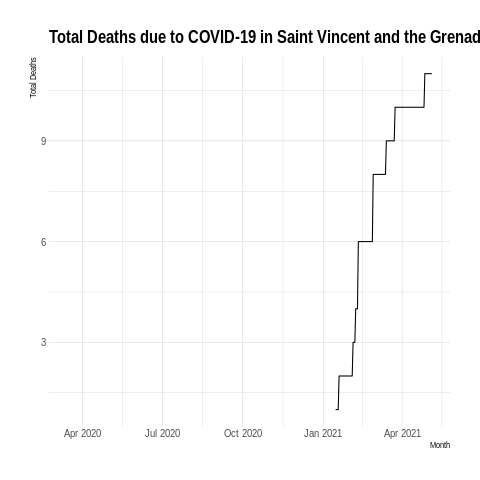 Total Deaths due to COVID-19 in Saint Vincent and the Grenad
Total Deaths
9
6
3
Apr 2020 Jul 2020 Oct 2020 Jan 2021 Apr 2021
Month